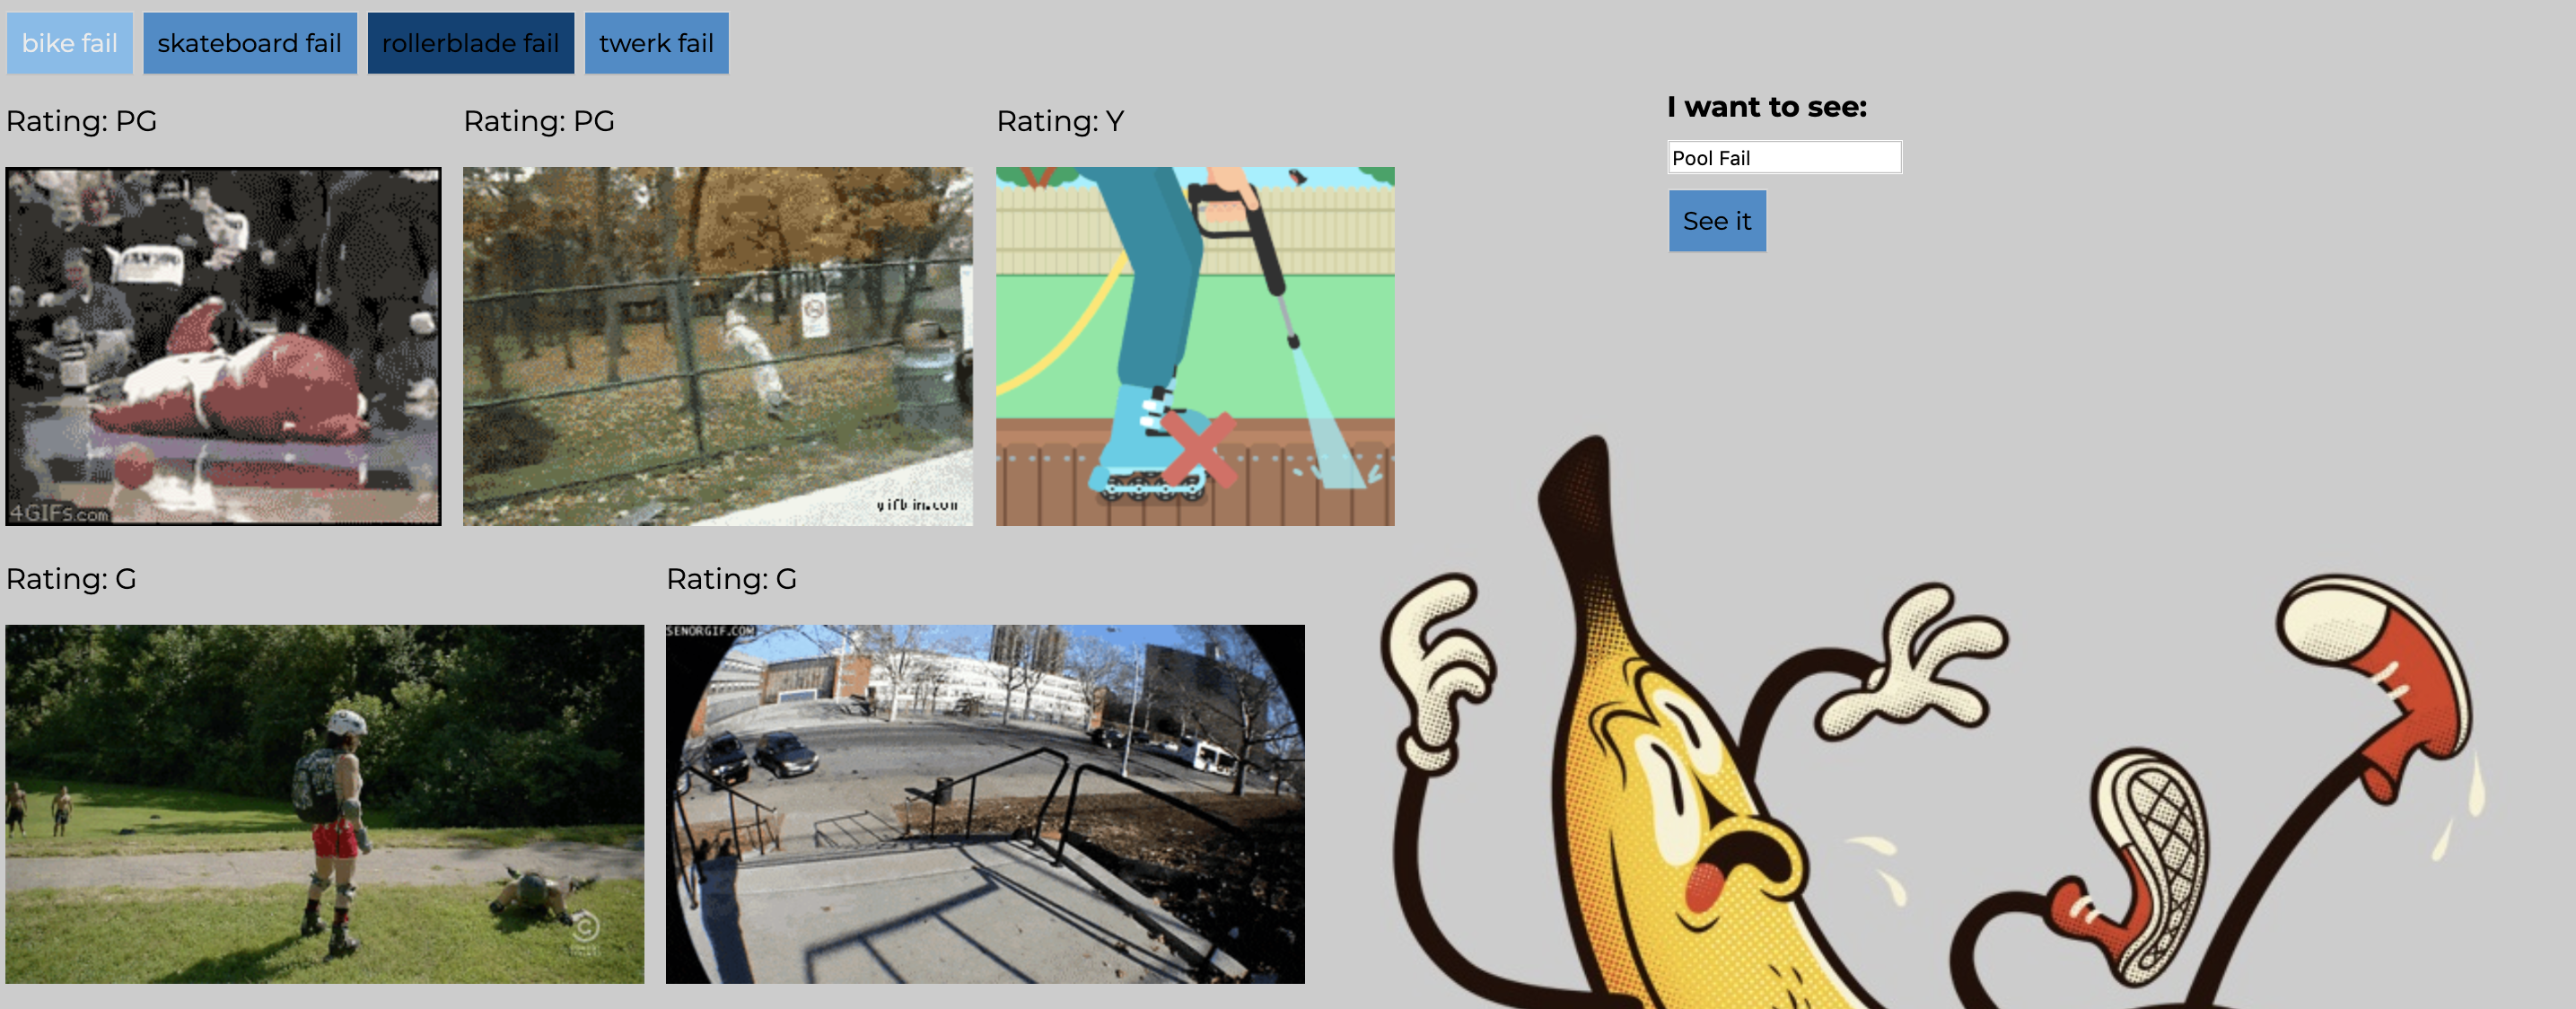 bike fail
skateboard fail
rollerblade fail
twerk fail
I want to see:
Pool Fail
See it
Rating: PG
Rating: PG
Rating: Y
4GIFs.com
gifbin.com
Rating: G
Rating: G
SENORGIF.COM